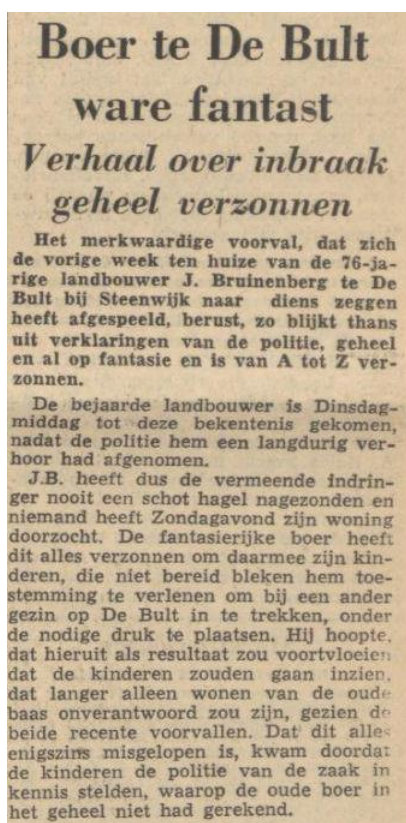 Boer te De Bult
ware fantast
Verhaal over inbraak
geheel verzonnen
Het merkwaardige voorval, dat zich
de vorige week ten huize van de 76-ja-
rige landbouwer J. Bruinenberg te De
Bult bij Steenwijk naar diens zeggen
heeft afgespeeld, berust, zo blijkt thans
uit verklaringen van de politie, geheel
en al op fantasie en is van A tot Z ver-
zonnen.
De bejaarde landbouwer is Dinsdag-
middag tot deze bekentenis gekomen,
nadat de politie hem een langdurig ver-
hoor had afgenomen.
J.B. heeft dus de vermeende indrin-
ger nooit een schot hagel nagezonden en
niemand heeft Zondagavond zijn woning
doorzocht. De fantasierijke boer heeft
dit alles verzonnen om daarmee zijn kin-
deren, die niet bereid bleken hem toe-
stemming te verlenen om bij een ander
gezin op De Bult in te trekken, onder
de nodige druk te plaatsen. Hij hoopte,
dat hieruit als resultaat zou voortvloeien
dat de kinderen zouden gaan inzien,
dat langer alleen wonen van de oude
baas onverantwoord zou zijn, gezien de
beide recente voorvallen. Dat dit alles
enigszins misgelopen is, kwam doordat
de kinderen de politie van de zaak in
kennis stelden, waarop de oude boer in
het geheel niet had gerekend.